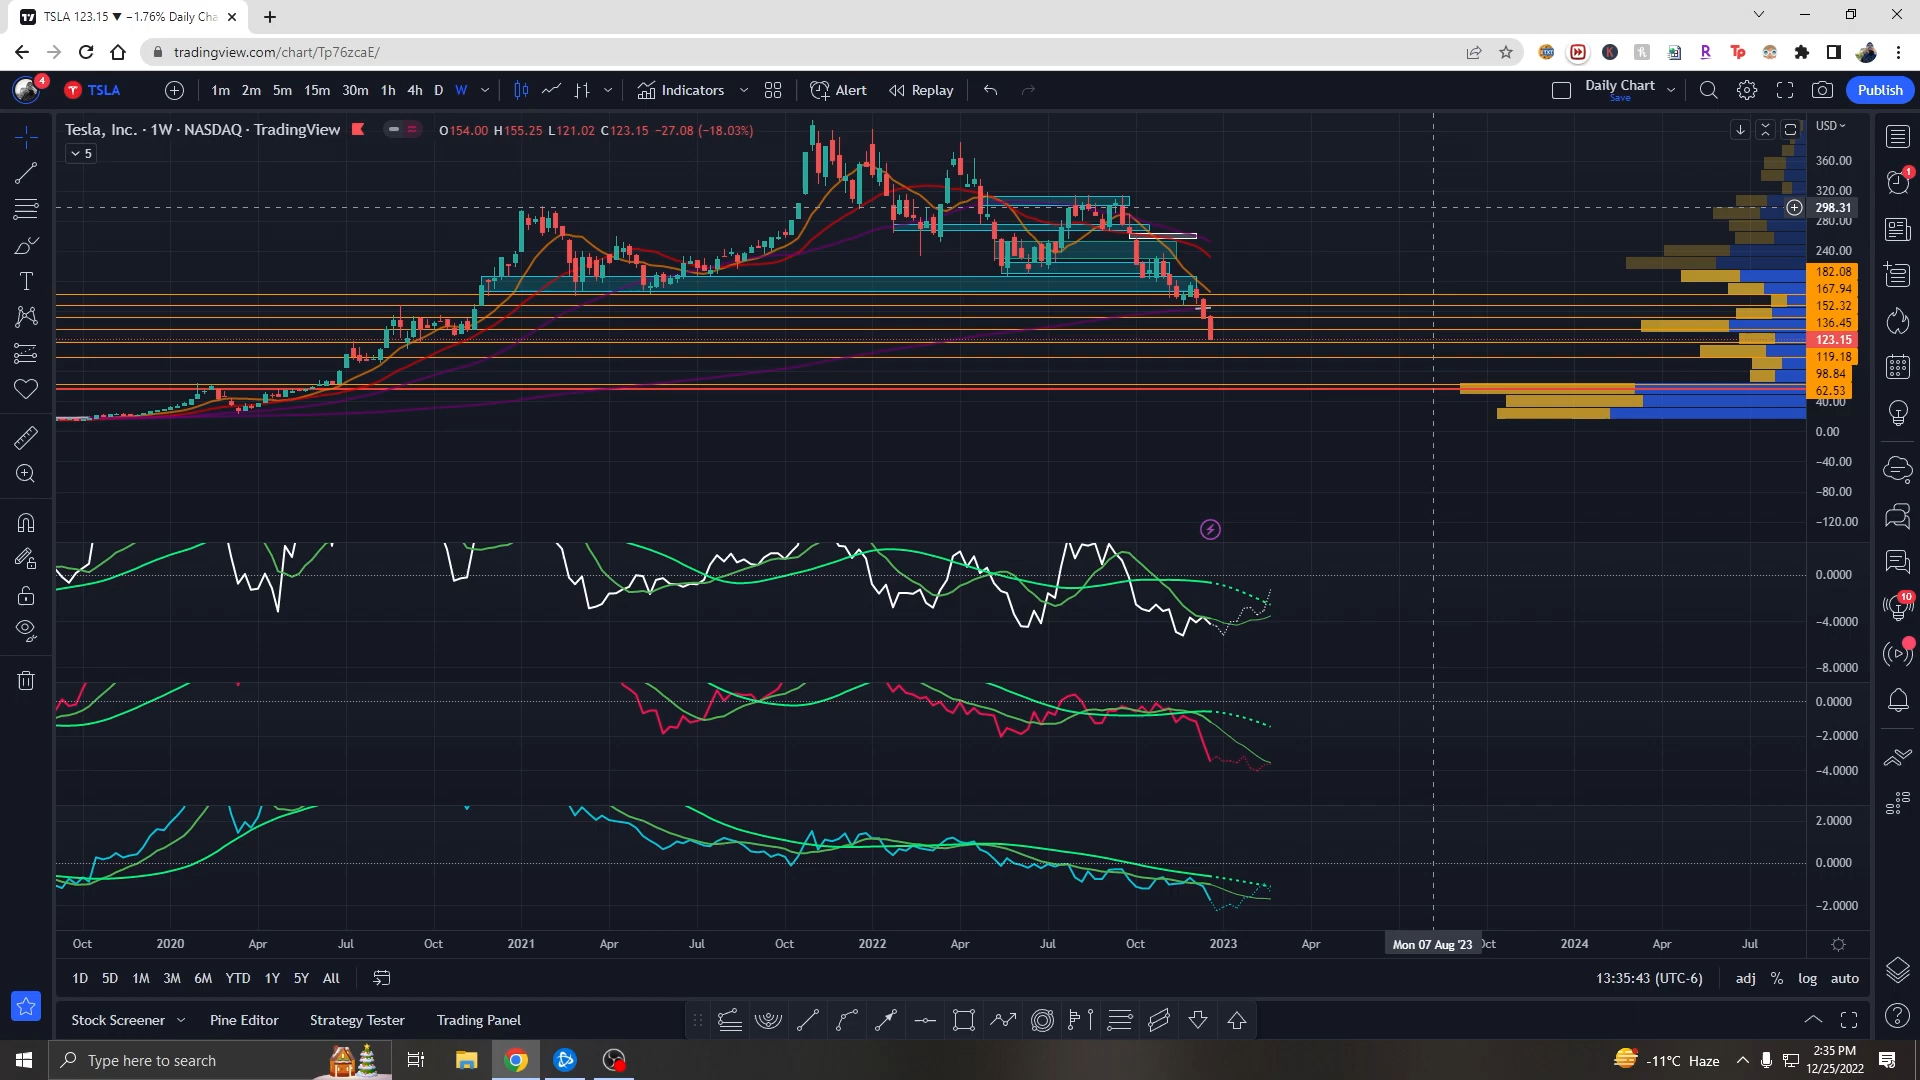 TSLA 123.15 ▼ −1.76% Daily Cha
tradingview.com/chart/Tp76zcaE/
4
TSLA
1m 2m 5m 15m 30m 1h 4h D W
Indicators
Alert
Replay
Daily Chart
Save
Publish
Tesla, Inc. · 1W · NASDAQ · TradingView
O154.00 H155.25 L121.02 C123.15 −27.08 (−18.03%)
5
USD
360.00
320.00
298.31
280.00
240.00
182.08
167.94
152.32
136.45
123.15
119.18
98.84
62.53
40.00
0.00
−40.00
−80.00
−120.00
0.0000
−4.0000
−8.0000
0.0000
−2.0000
−4.0000
2.0000
0.0000
−2.0000
1
10
Oct 2020 Apr Jul Oct 2021 Apr Jul Oct 2022 Apr Jul Oct 2023 Apr Mon 07 Aug '23 Oct 2024 Apr Jul
1D 5D 1M 3M 6M YTD 1Y 5Y All
13:35:43 (UTC-6)
adj % log auto
Stock Screener
Pine Editor
Strategy Tester
Trading Panel
Type here to search
-11°C Haze
2:35 PM
12/25/2022